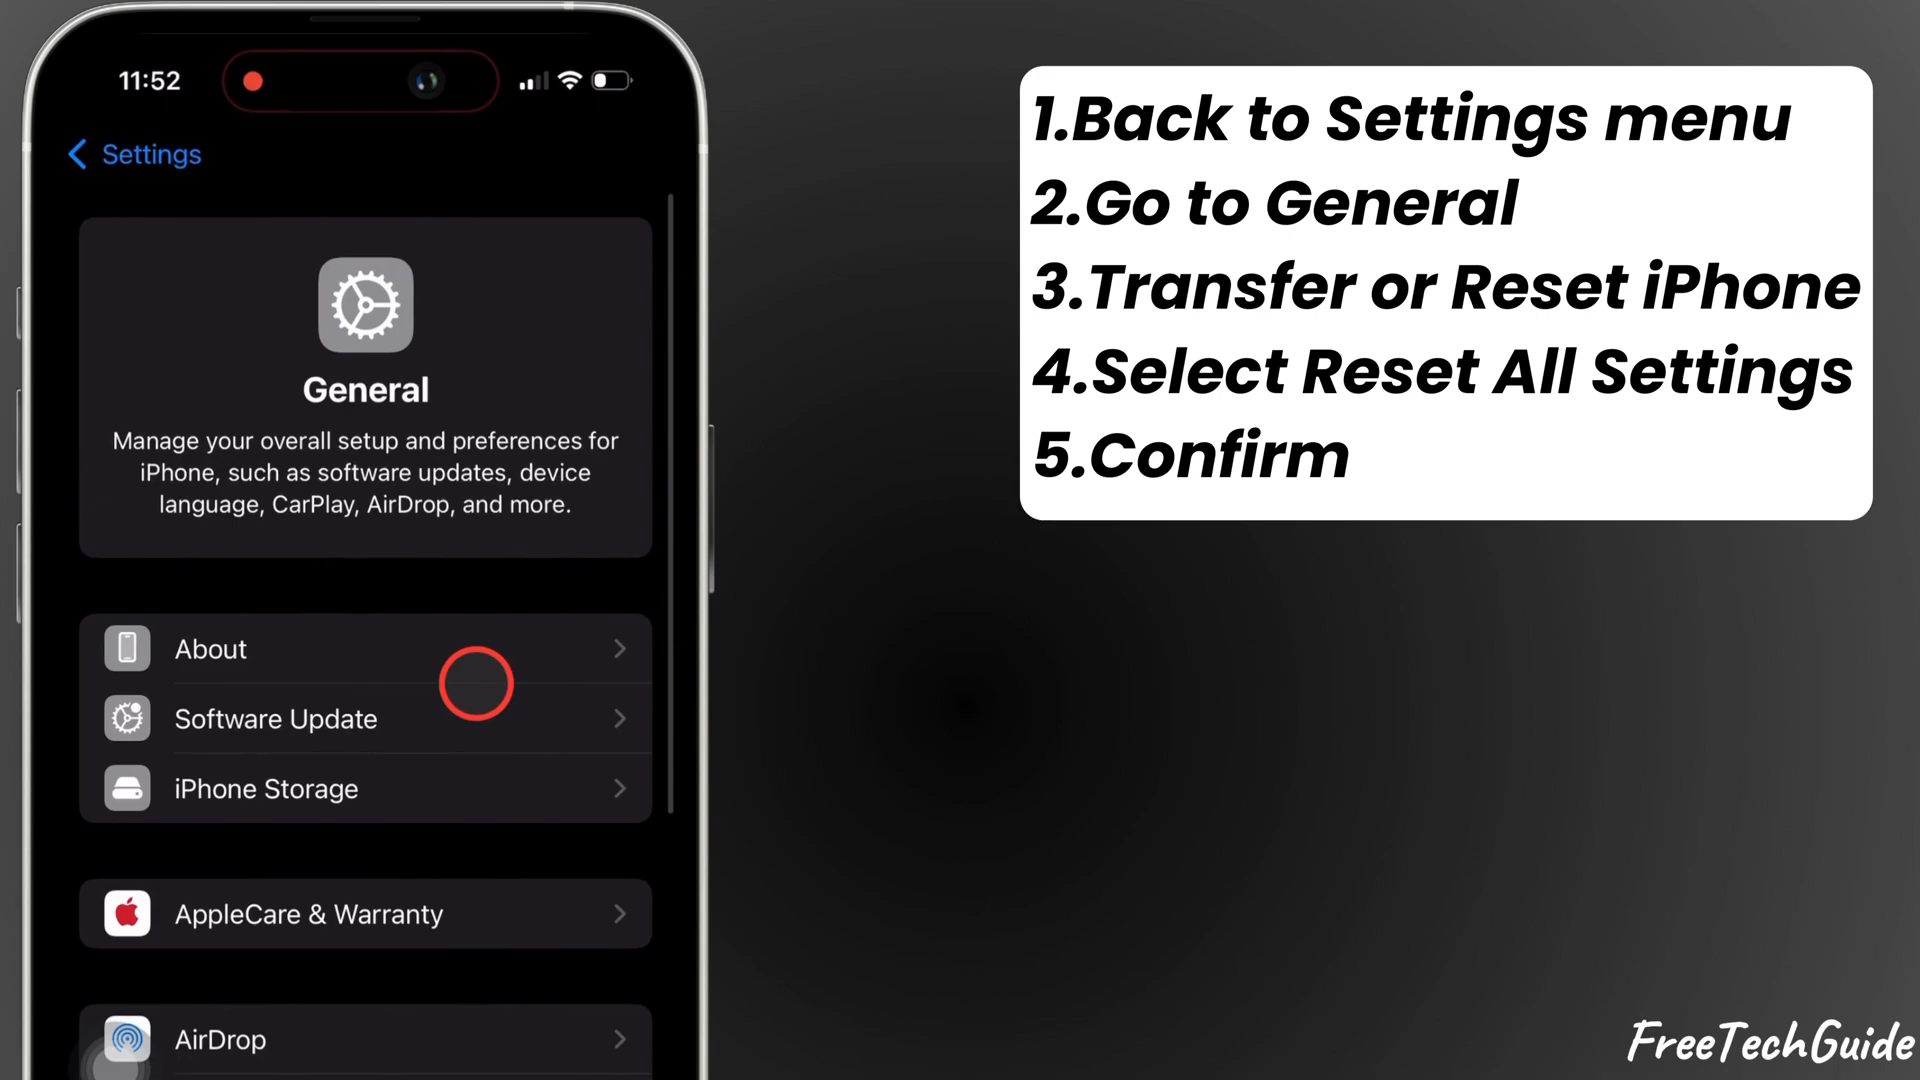 11:52
Settings
General
Manage your overall setup and preferences for
iPhone, such as software updates, device
language, CarPlay, AirDrop, and more.
About
Software Update
iPhone Storage
AppleCare & Warranty
AirDrop
1.Back to Settings menu
2.Go to General
3.Transfer or Reset iPhone
4.Select Reset All Settings
5.Confirm
FreeTechGuide